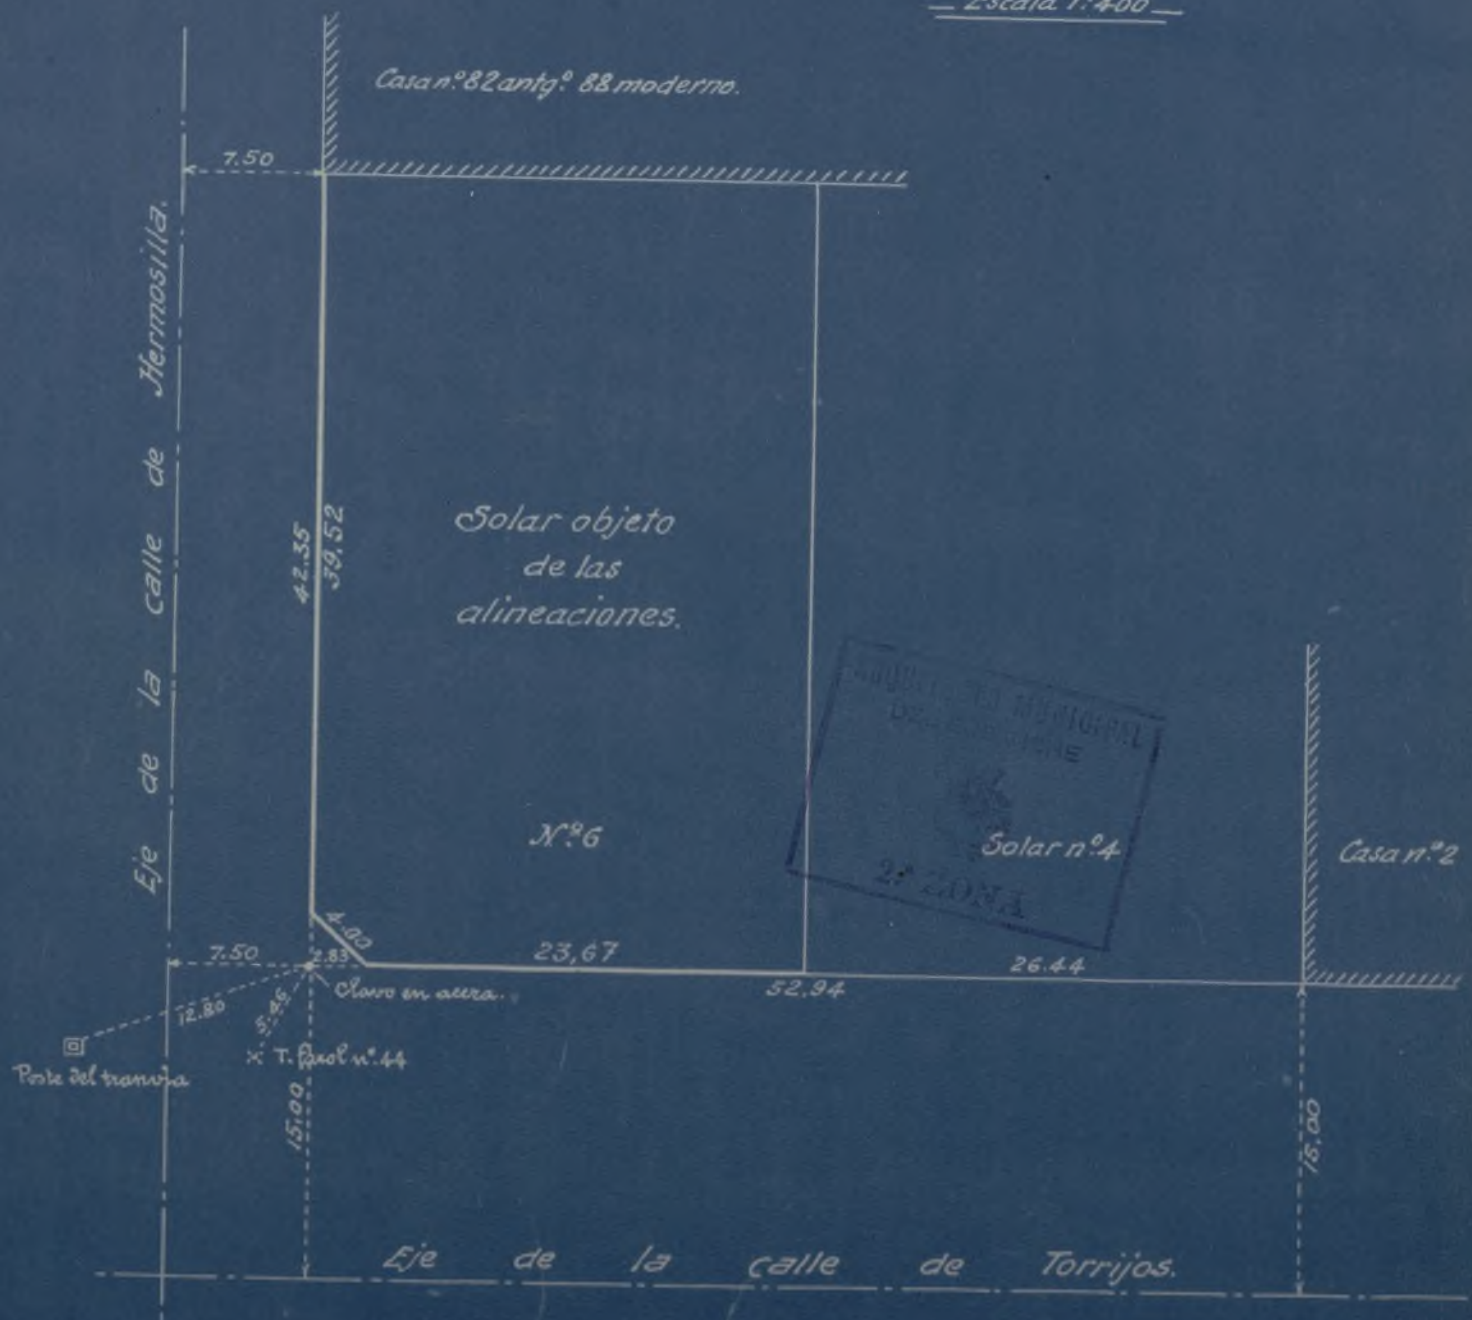 Escala 1:400
Casa n.º 82 antg.º 88 moderno.
7.50
Eje de la calle de Hermosilla.
42.35
39,52
Solar objeto
de las
alineaciones.
N.º 6
Solar n.º 4
Casa n.º 2
2ª ZONA
4.00
7.50
2.83
23,67
26.44
52,94
Clavo en acera.
12.80
5.46
Poste del tranvía
T. farol n.º 44
15.00
15,00
Eje de la calle de Torrijos.